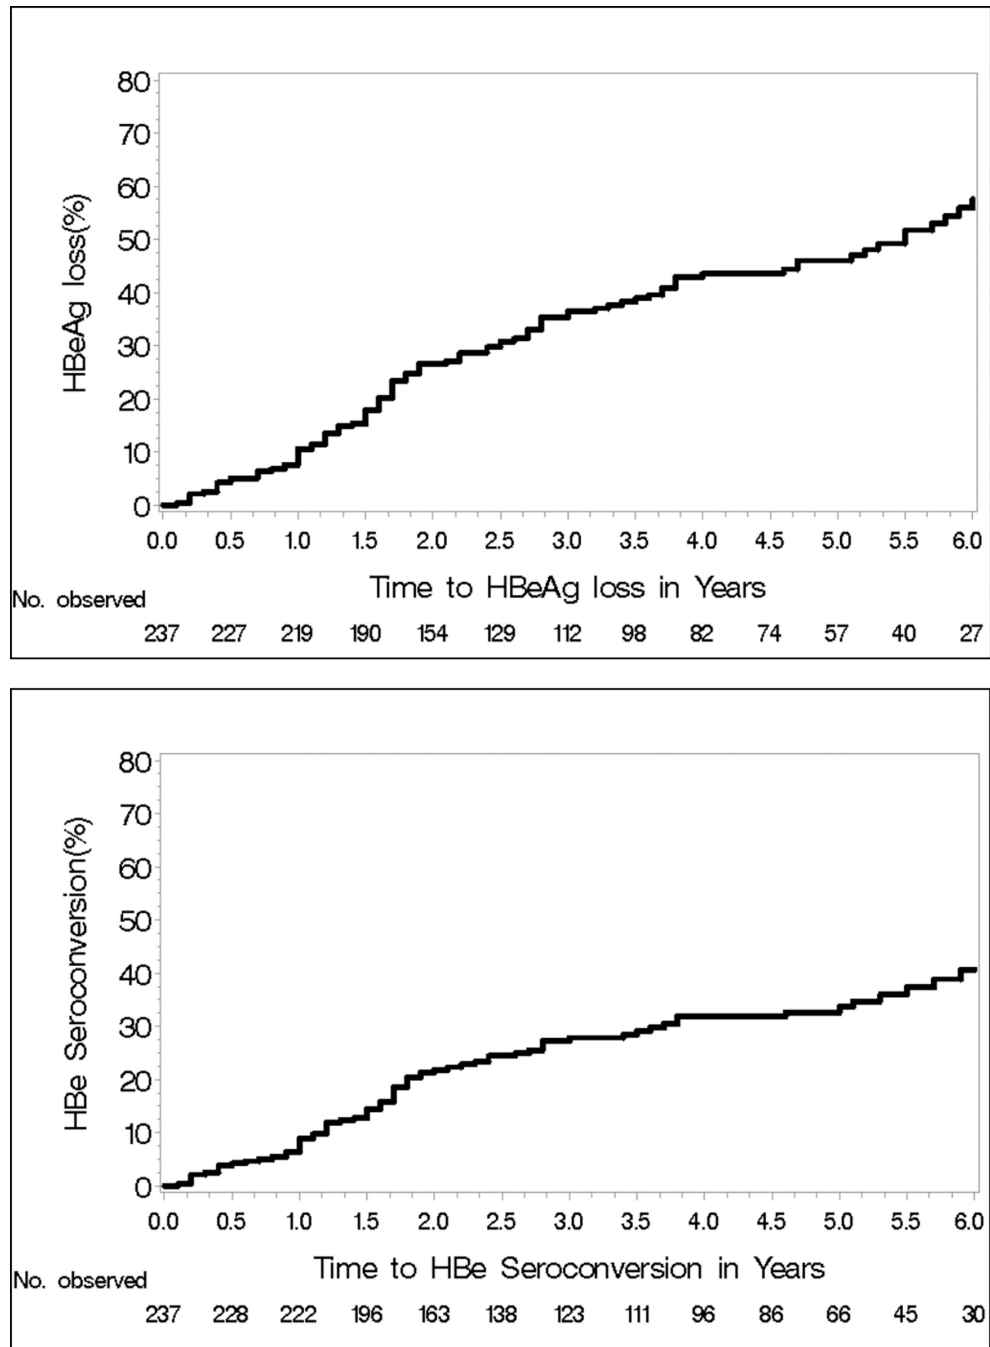 80
70
60
50
40
30
20
10
0
HBeAg loss(%)
0.0 0.5 1.0 1.5 2.0 2.5 3.0 3.5 4.0 4.5 5.0 5.5 6.0
Time to HBeAg loss in Years
No. observed
237 227 219 190 154 129 112 98 82 74 57 40 27
80
70
60
50
40
30
20
10
0
HBe Seroconversion(%)
0.0 0.5 1.0 1.5 2.0 2.5 3.0 3.5 4.0 4.5 5.0 5.5 6.0
Time to HBe Seroconversion in Years
No. observed
237 228 222 196 163 138 123 111 96 86 66 45 30